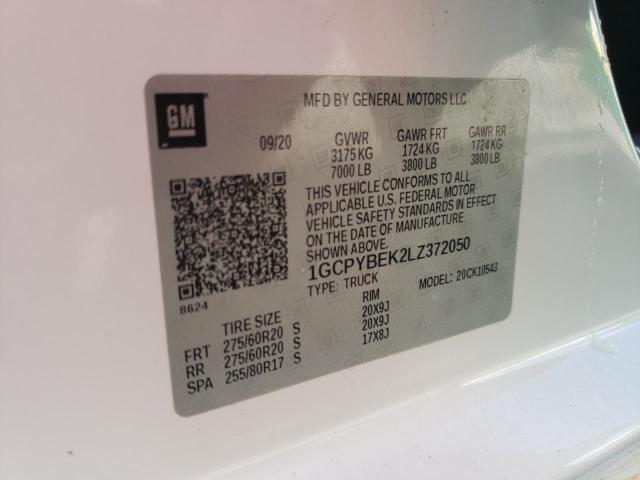 GM
MFD BY GENERAL MOTORS LLC
09/20 GVWR GAWR FRT GAWR RR
3175 KG 1724 KG 1724 KG
7000 LB 3800 LB 3800 LB
THIS VEHICLE CONFORMS TO ALL
APPLICABLE U.S. FEDERAL MOTOR
VEHICLE SAFETY STANDARDS IN EFFECT
ON THE DATE OF MANUFACTURE
SHOWN ABOVE.
1GCPYBEK2LZ372050
TYPE: TRUCK MODEL: 20CK10543
8624
TIRE SIZE RIM
FRT 275/60R20 S 20X9J
RR 275/60R20 S 20X9J
SPA 255/80R17 S 17X8J